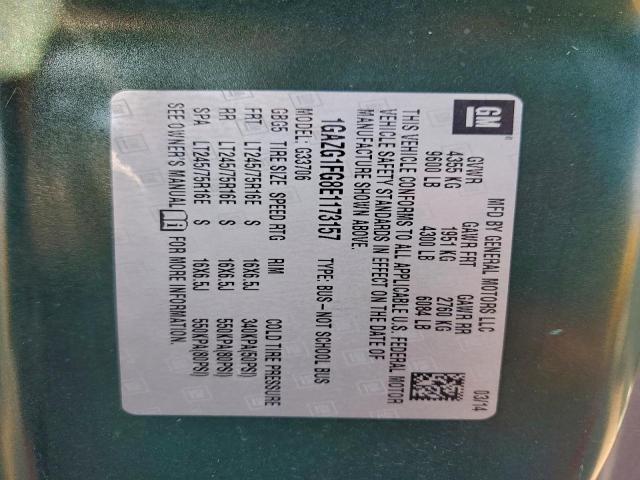 GM
MFD BY GENERAL MOTORS LLC 03/14
GVWR GAWR FRT GAWR RR
4355 KG 1951 KG 2760 KG
9600 LB 4300 LB 6084 LB
THIS VEHICLE CONFORMS TO ALL APPLICABLE U.S. FEDERAL MOTOR
VEHICLE SAFETY STANDARDS IN EFFECT ON THE DATE OF
MANUFACTURE SHOWN ABOVE.
1GAZG1FG8E1173157 TYPE: BUS-NOT SCHOOL BUS
MODEL: G33706
GBG5 TIRE SIZE SPEED RTG RIM COLD TIRE PRESSURE
FRT LT245/75R16E S 16X6.5J 340KPA(50PSI)
RR LT245/75R16E S 16X6.5J 550KPA(80PSI)
SPA LT245/75R16E S 16X6.5J 550KPA(80PSI)
SEE OWNER'S MANUAL FOR MORE INFORMATION.